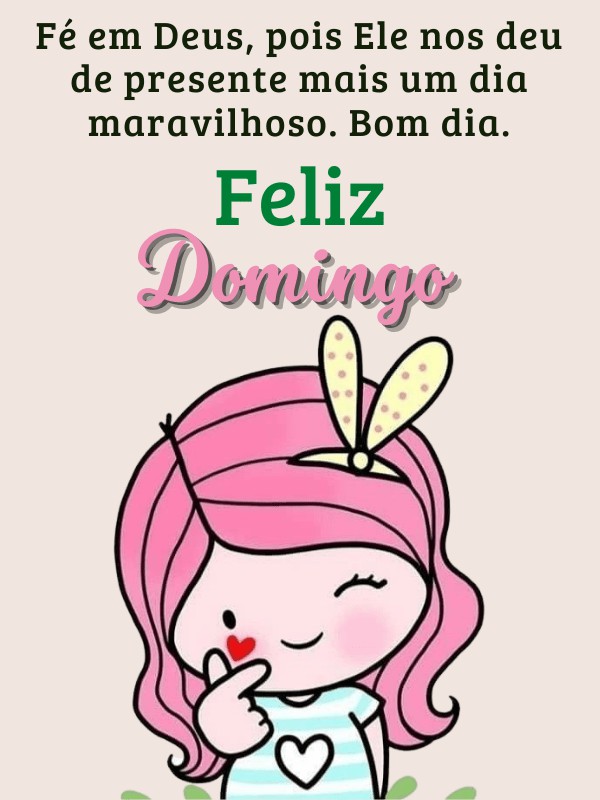 Fé em Deus, pois Ele nos deu
de presente mais um dia
maravilhoso. Bom dia.
Feliz
Domingo